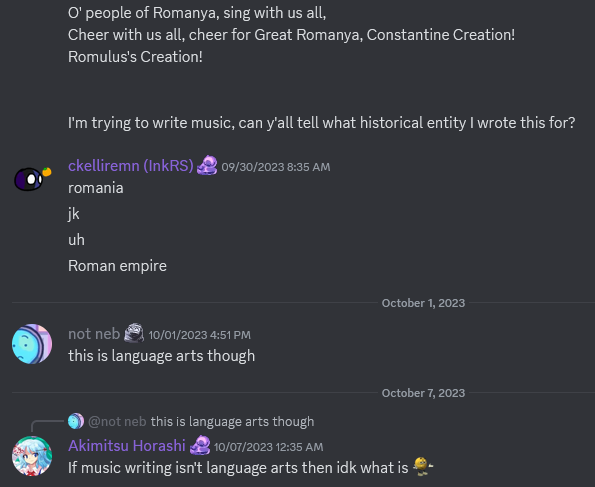 O' people of Romanya, sing with us all,
Cheer with us all, cheer for Great Romanya, Constantine Creation!
Romulus's Creation!
I'm trying to write music, can y'all tell what historical entity I wrote this for?
ckelliremn (InkRS) 09/30/2023 8:35 AM
romania
jk
uh
Roman empire
October 1, 2023
not neb 10/01/2023 4:51 PM
this is language arts though
October 7, 2023
@not neb this is language arts though
Akimitsu Horashi 10/07/2023 12:35 AM
If music writing isn't language arts then idk what is